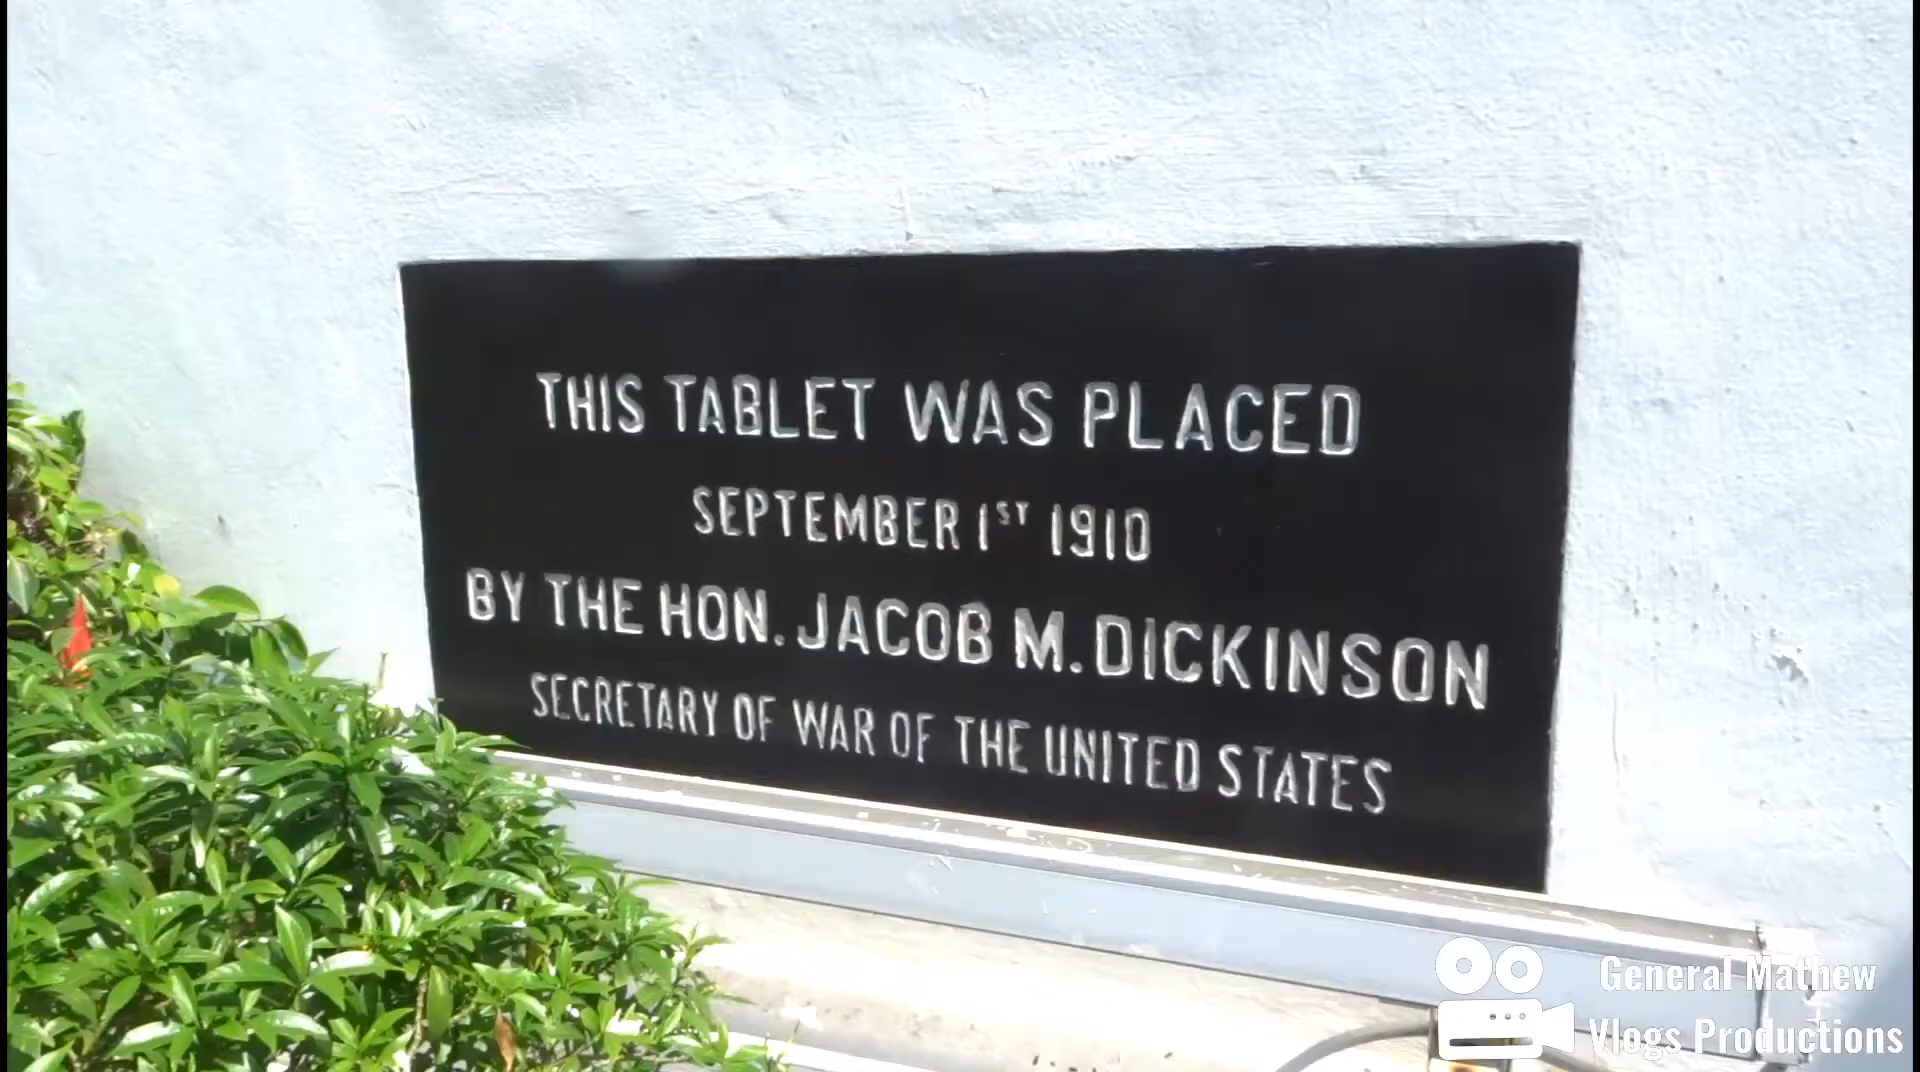 THIS TABLET WAS PLACED
SEPTEMBER 1ST 1910
BY THE HON. JACOB M. DICKINSON
SECRETARY OF WAR OF THE UNITED STATES
General Mathew
Vlogs Productions